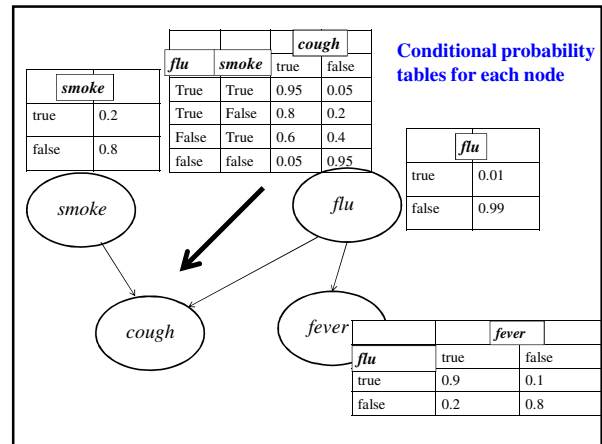 Conditional probability
tables for each node
smoke
true 0.2
false 0.8
cough
flu smoke true false
True True 0.95 0.05
True False 0.8 0.2
False True 0.6 0.4
false false 0.05 0.95
flu
true 0.01
false 0.99
smoke
flu
cough
fever
fever
flu true false
true 0.9 0.1
false 0.2 0.8